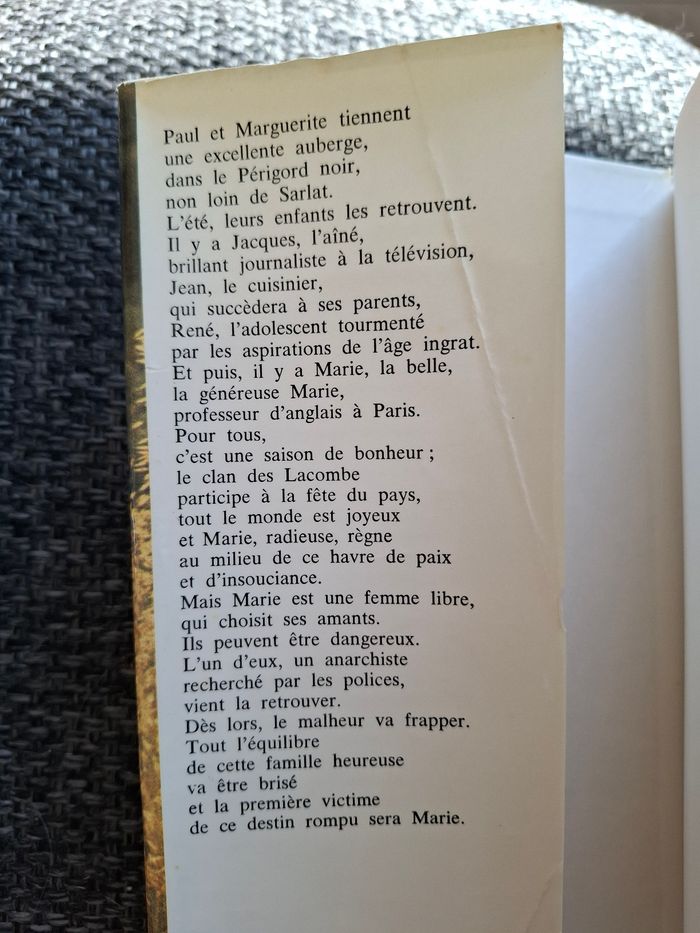 Paul et Marguerite tiennent
une excellente auberge,
dans le Périgord noir,
non loin de Sarlat.
L'été, leurs enfants les retrouvent.
Il y a Jacques, l'aîné,
brillant journaliste à la télévision,
Jean, le cuisinier,
qui succèdera à ses parents,
René, l'adolescent tourmenté
par les aspirations de l'âge ingrat.
Et puis, il y a Marie, la belle,
la généreuse Marie,
professeur d'anglais à Paris.
Pour tous,
c'est une saison de bonheur ;
le clan des Lacombe
participe à la fête du pays,
tout le monde est joyeux
et Marie, radieuse, règne
au milieu de ce havre de paix
et d'insouciance.
Mais Marie est une femme libre,
qui choisit ses amants.
Ils peuvent être dangereux.
L'un d'eux, un anarchiste
recherché par les polices,
vient la retrouver.
Dès lors, le malheur va frapper.
Tout l'équilibre
de cette famille heureuse
va être brisé
et la première victime
de ce destin rompu sera Marie.